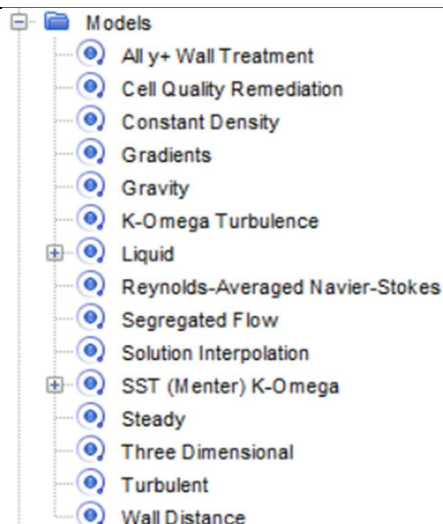 Models
All y+ Wall Treatment
Cell Quality Remediation
Constant Density
Gradients
Gravity
K-Omega Turbulence
Liquid
Reynolds-Averaged Navier-Stokes
Segregated Flow
Solution Interpolation
SST (Menter) K-Omega
Steady
Three Dimensional
Turbulent
Wall Distance